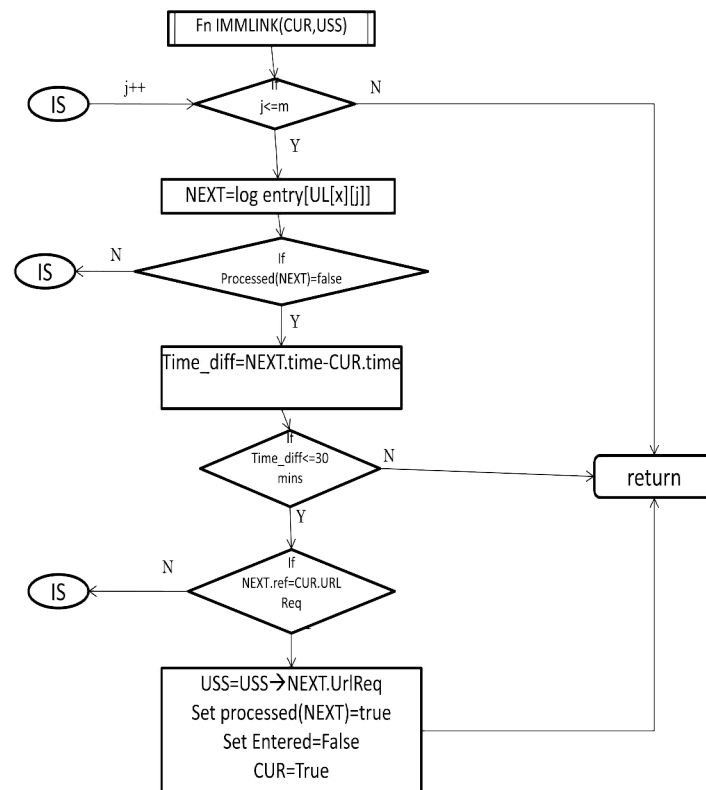 Fn IMMLINK(CUR,USS)
If
j<=m
N
j++
IS
Y
NEXT=log entry[UL[x][j]]
If
Processed(NEXT)=false
N
IS
Y
Time_diff=NEXT.time-CUR.time
If
Time_diff<=30
mins
N
return
Y
If
NEXT.ref=CUR.URL
Req
N
IS
USS=USS→NEXT.UrlReq
Set processed(NEXT)=true
Set Entered=False
CUR=True